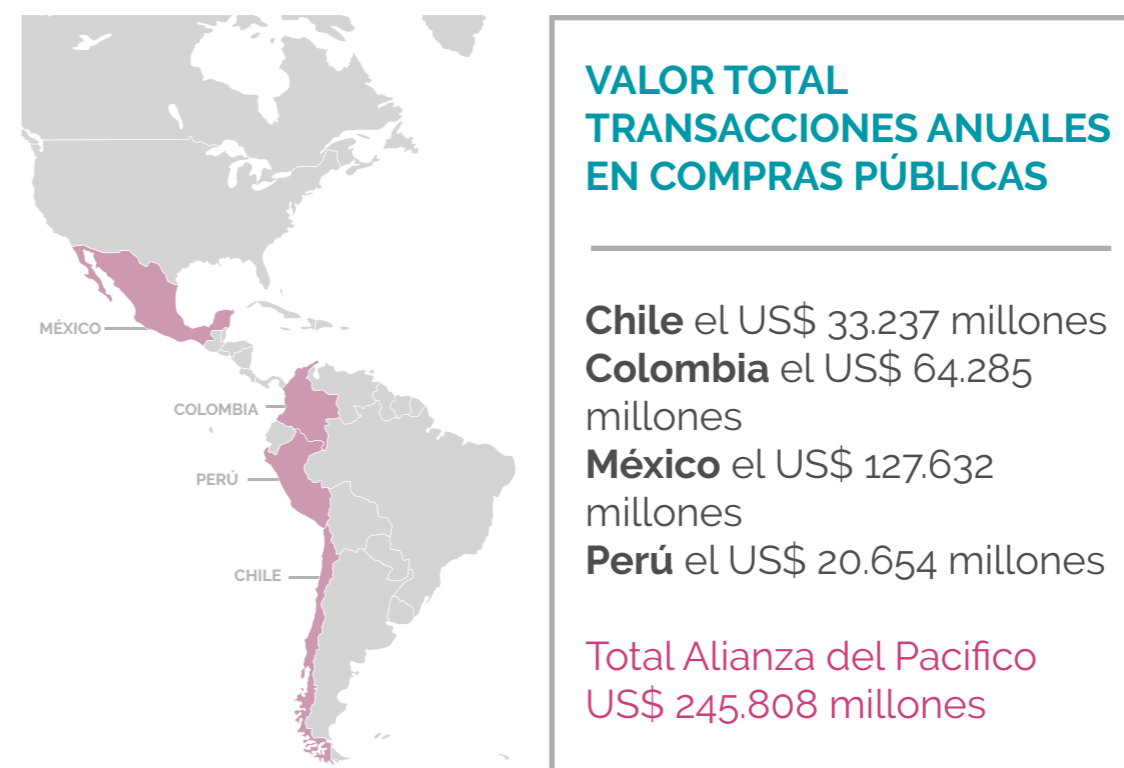 MÉXICO
COLOMBIA
PERÚ
CHILE
VALOR TOTAL
TRANSACCIONES ANUALES
EN COMPRAS PÚBLICAS
Chile el US$ 33.237 millones
Colombia el US$ 64.285
millones
México el US$ 127.632
millones
Perú el US$ 20.654 millones
Total Alianza del Pacifico
US$ 245.808 millones